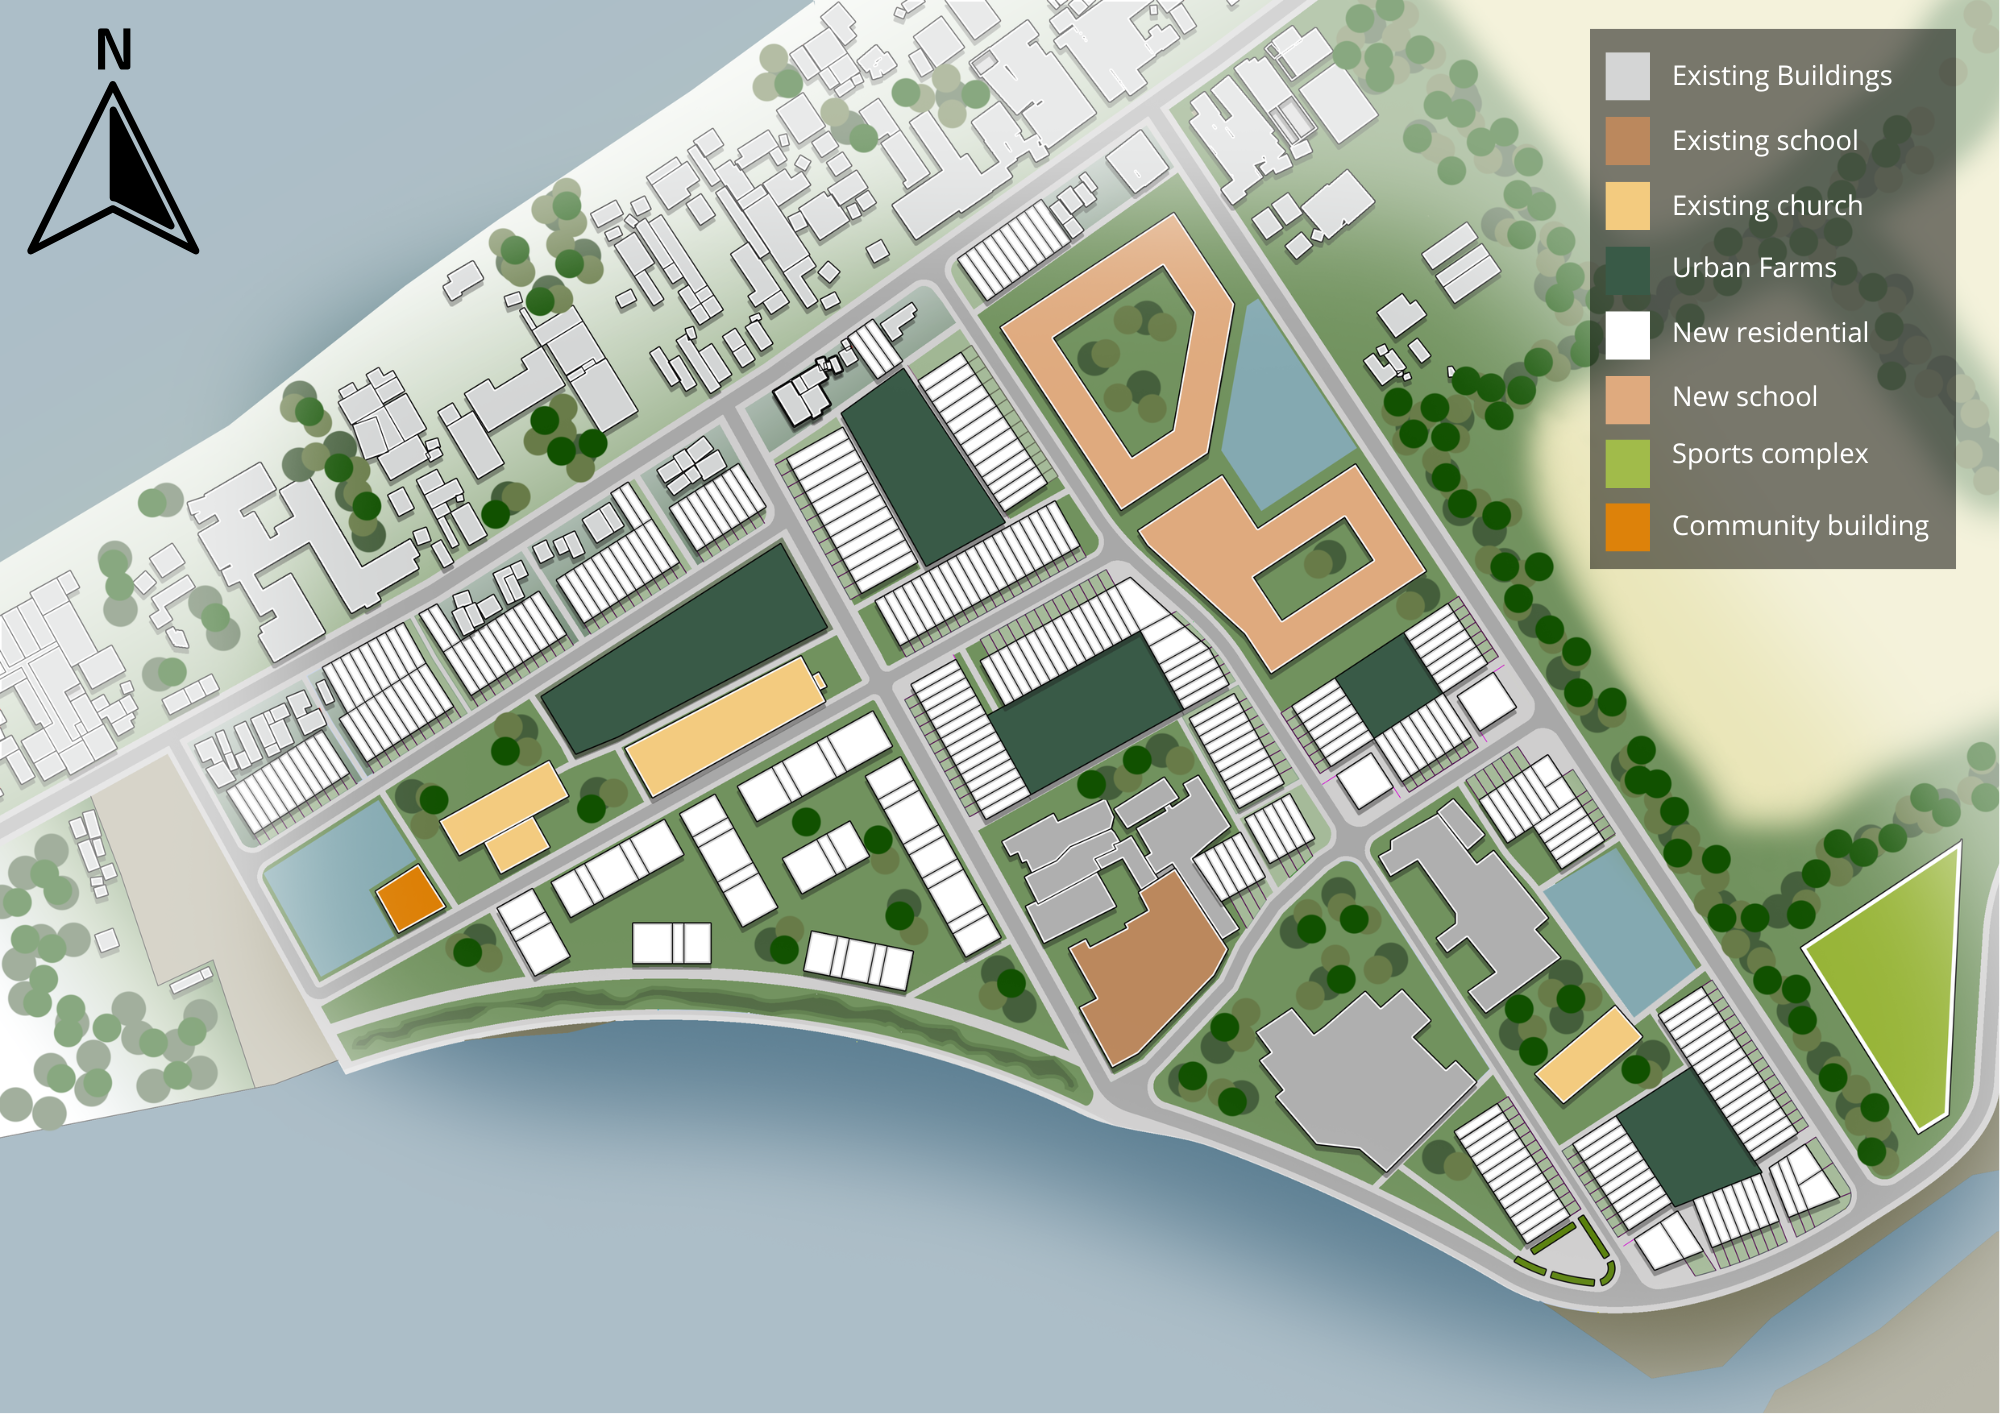 N
Existing Buildings
Existing school
Existing church
Urban Farms
New residential
New school
Sports complex
Community building